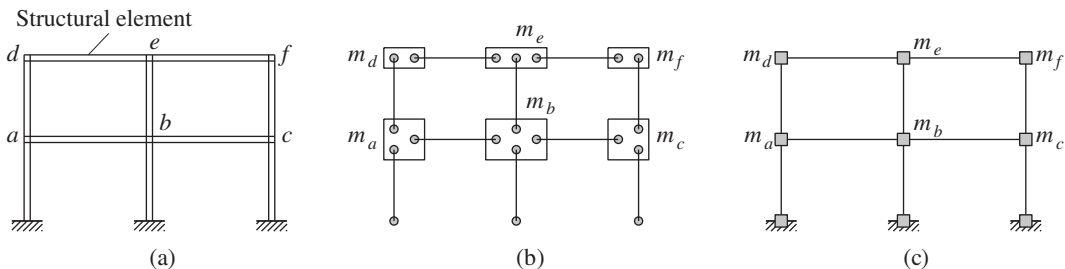 Structural element
d e f
a b c
(a)
m_d m_e m_f
m_a m_b m_c
(b)
m_d m_e m_f
m_a m_b m_c
(c)